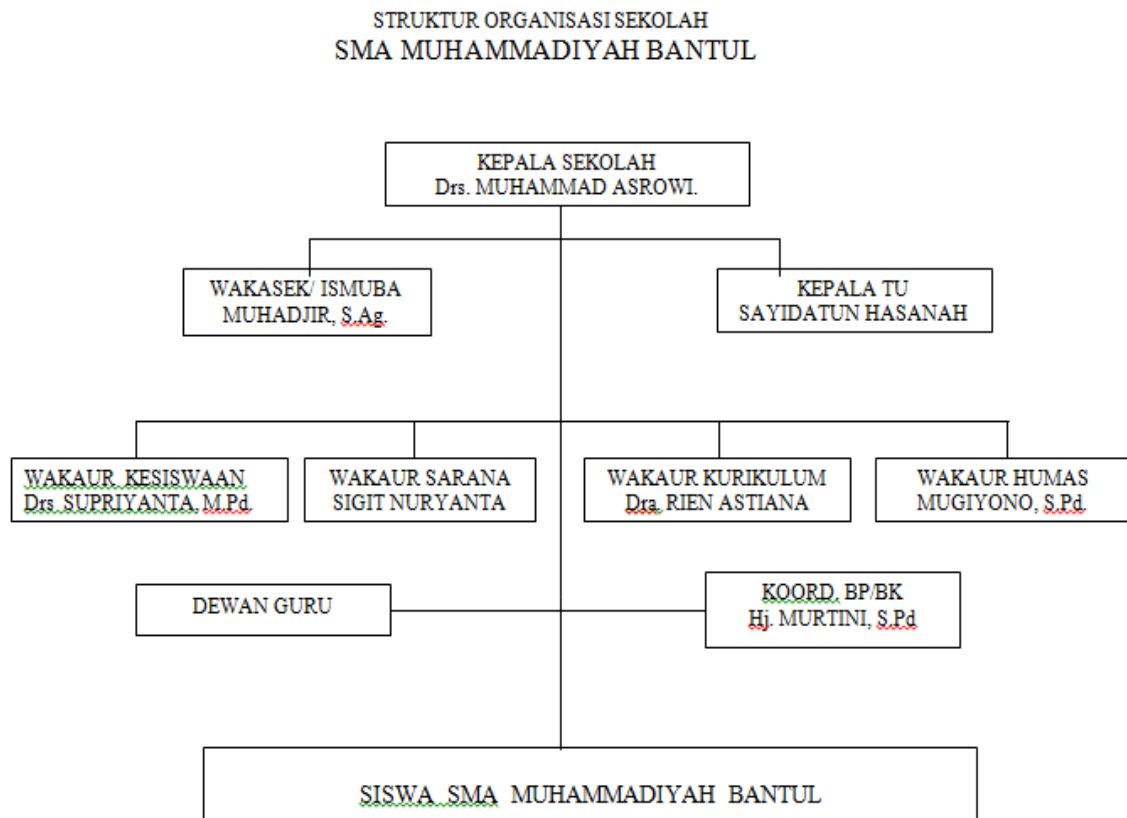 STRUKTUR ORGANISASI SEKOLAH
SMA MUHAMMADIYAH BANTUL
KEPALA SEKOLAH
Drs. MUHAMMAD ASROWI.
WAKASEK/ ISMUBA
MUHADJIR, S.Ag.
KEPALA TU
SAYIDATUN HASANAH
WAKAUR KESISWAAN
Drs. SUPRIYANTA, M.Pd.
WAKAUR SARANA
SIGIT NURYANTA
WAKAUR KURIKULUM
Dra. RIEN ASTIANA
WAKAUR HUMAS
MUGIYONO, S.Pd.
DEWAN GURU
KOORD. BP/BK
Hj. MURTINI, S.Pd
SISWA SMA MUHAMMADIYAH BANTUL